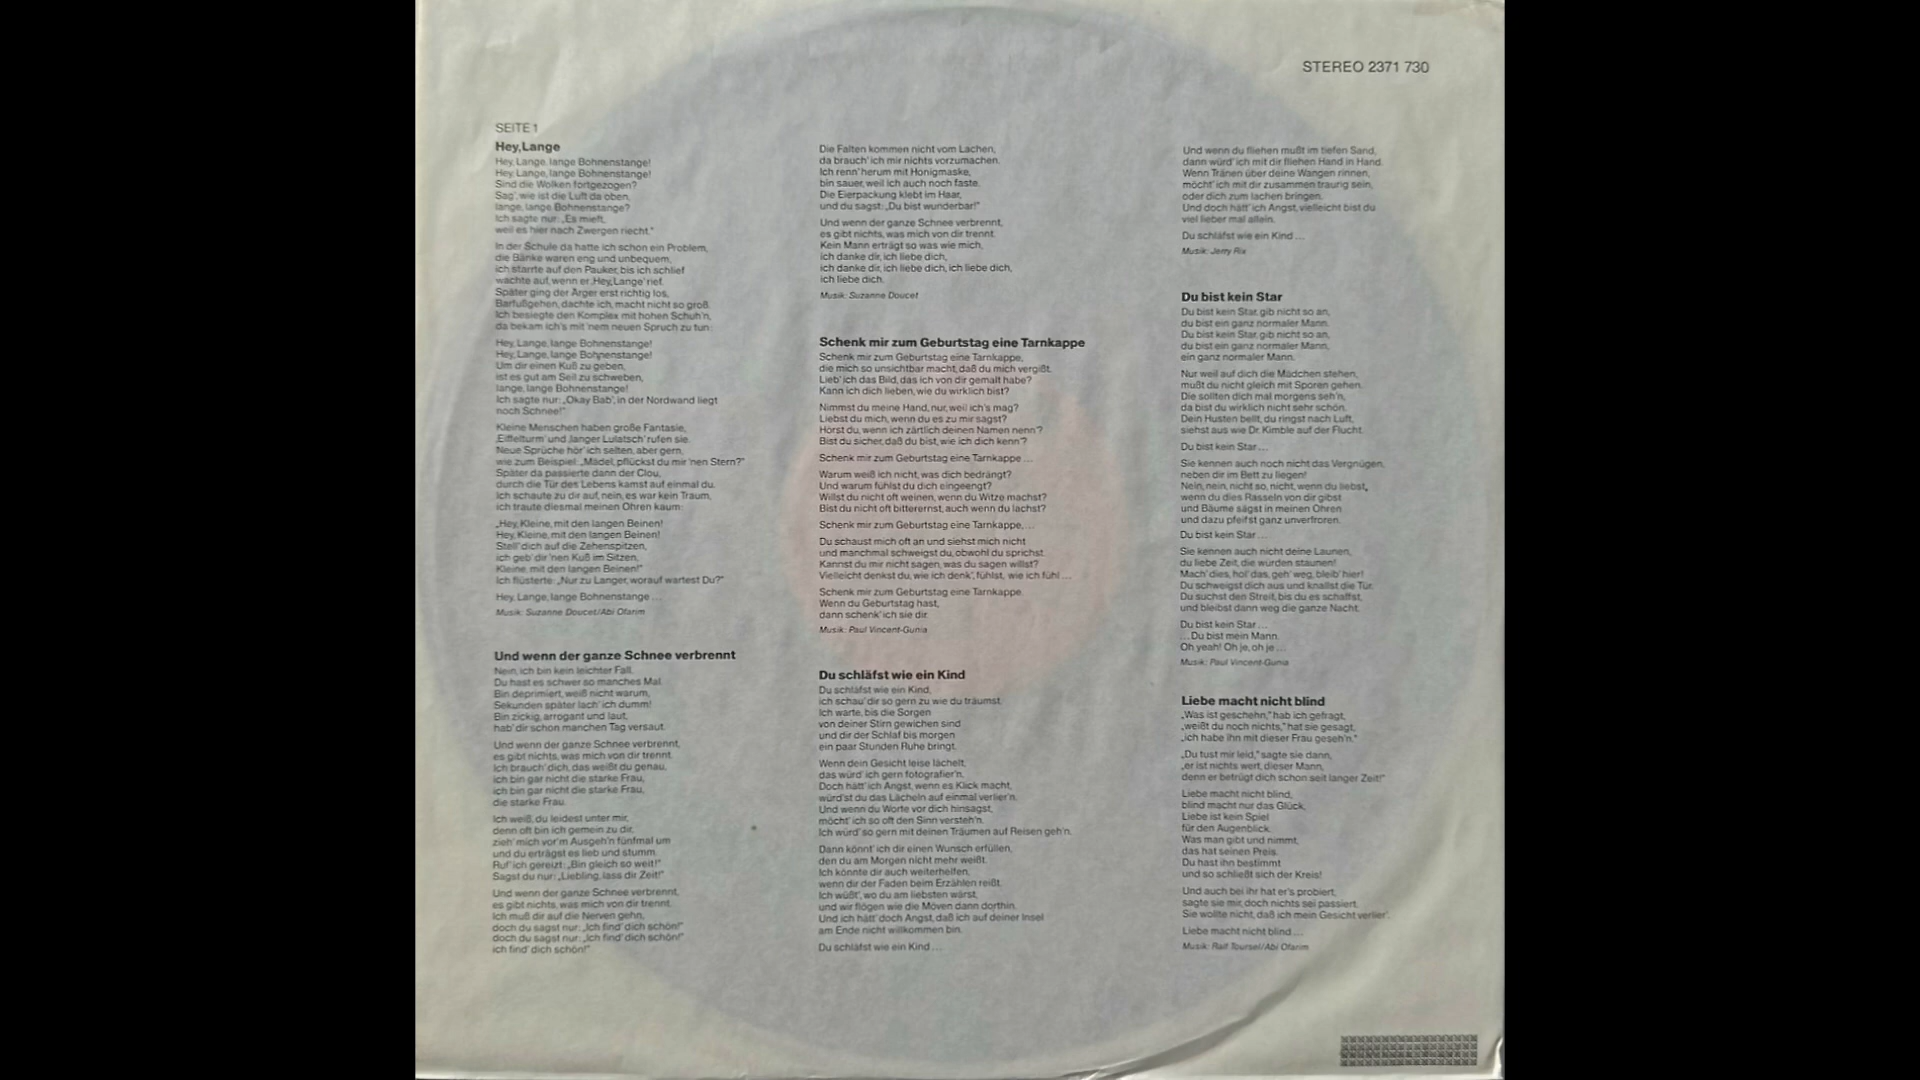 STEREO 2371 730
SEITE 1
Hey, Lange
Hey, Lange, lange Bohnenstange!
Hey, Lange, lange Bohnenstange!
Sind die Wolken fortgezogen?
Sag', wie ist die Luft da oben,
lange, lange Bohnenstange?
Ich sagte nur: „Es mieft,
weil es hier nach Zwergen riecht."
In der Schule da hatte ich schon ein Problem,
die Bänke waren eng und unbequem,
ich starrte auf den Pauker, bis ich schlief
wachte auf, wenn er ‚Hey, Lange' rief.
Später ging der Ärger erst richtig los,
Barfußgehen, dachte ich, macht nicht so groß.
Ich besiegte den Komplex mit hohen Schuh'n,
da bekam ich's mit 'nem neuen Spruch zu tun:
Hey, Lange, lange Bohnenstange!
Hey, Lange, lange Bohnenstange!
Um dir einen Kuß zu geben,
ist es gut am Seil zu schweben,
lange, lange Bohnenstange!
Ich sagte nur: „Okay Bab', in der Nordwand liegt
noch Schnee!"
Kleine Menschen haben große Fantasie,
‚Eiffelturm' und ‚langer Lulatsch' rufen sie.
Neue Sprüche hör' ich selten, aber gern,
wie zum Beispiel: „Mädel, pflückst du mir 'nen Stern?"
Später da passierte dann der Clou,
durch die Tür des Lebens kamst auf einmal du.
Ich schaute zu dir auf, nein, es war kein Traum,
ich traute diesmal meinen Ohren kaum:
„Hey, Kleine, mit den langen Beinen!
Hey, Kleine, mit den langen Beinen!
Stell' dich auf die Zehenspitzen,
ich geb' dir 'nen Kuß im Sitzen,
Kleine, mit den langen Beinen!"
Ich flüsterte: „Nur zu Langer, worauf wartest Du?"
Hey, Lange, lange Bohnenstange ...
Musik: Suzanne Doucet/Abi Ofarim
Und wenn der ganze Schnee verbrennt
Nein, ich bin kein leichter Fall.
Du hast es schwer so manches Mal.
Bin deprimiert, weiß nicht warum,
Sekunden später lach' ich dumm!
Bin zickig, arrogant und laut,
hab' dir schon manchen Tag versaut.
Und wenn der ganze Schnee verbrennt,
es gibt nichts, was mich von dir trennt.
Ich brauch' dich, das weißt du genau,
ich bin gar nicht die starke Frau,
ich bin gar nicht die starke Frau,
die starke Frau.
Ich weiß, du leidest unter mir,
denn oft bin ich gemein zu dir,
zieh' mich vor'm Ausgeh'n fünfmal um
und du erträgst es lieb und stumm.
Ruf' ich gereizt: „Bin gleich so weit!"
Sagst du nur: „Liebling, lass dir Zeit!"
Und wenn der ganze Schnee verbrennt,
es gibt nichts, was mich von dir trennt.
Ich muß dir auf die Nerven gehn,
doch du sagst nur: „Ich find' dich schön!"
doch du sagst nur: „Ich find' dich schön!"
ich find' dich schön!"
Die Falten kommen nicht vom Lachen,
da brauch' ich mir nichts vorzumachen.
Ich renn' herum mit Honigmaske,
bin sauer, weil ich auch noch faste.
Die Eierpackung klebt im Haar,
und du sagst: „Du bist wunderbar!"
Und wenn der ganze Schnee verbrennt,
es gibt nichts, was mich von dir trennt.
Kein Mann erträgt so was wie mich,
ich danke dir, ich liebe dich,
ich danke dir, ich liebe dich, ich liebe dich,
ich liebe dich.
Musik: Suzanne Doucet
Schenk mir zum Geburtstag eine Tarnkappe
Schenk mir zum Geburtstag eine Tarnkappe,
die mich so unsichtbar macht, daß du mich vergißt.
Lieb' ich das Bild, das ich von dir gemalt habe?
Kann ich dich lieben, wie du wirklich bist?
Nimmst du meine Hand, nur, weil ich's mag?
Liebst du mich, wenn du es zu mir sagst?
Hörst du, wenn ich zärtlich deinen Namen nenn'?
Bist du sicher, daß du bist, wie ich dich kenn'?
Schenk mir zum Geburtstag eine Tarnkappe ...
Warum weiß ich nicht, was dich bedrängt?
Und warum fühlst du dich eingeengt?
Willst du nicht oft weinen, wenn du Witze machst?
Bist du nicht oft bitterernst, auch wenn du lachst?
Schenk mir zum Geburtstag eine Tarnkappe, ...
Du schaust mich oft an und siehst mich nicht
und manchmal schweigst du, obwohl du sprichst.
Kannst du mir nicht sagen, was du sagen willst?
Vielleicht denkst du, wie ich denk', fühlst, wie ich fühl ...
Schenk mir zum Geburtstag eine Tarnkappe.
Wenn du Geburtstag hast,
dann schenk' ich sie dir.
Musik: Paul Vincent-Gunia
Du schläfst wie ein Kind
Du schläfst wie ein Kind,
ich schau' dir so gern zu wie du träumst.
Ich warte, bis die Sorgen
von deiner Stirn gewichen sind
und dir der Schlaf bis morgen
ein paar Stunden Ruhe bringt.
Wenn dein Gesicht leise lächelt,
das würd' ich gern fotografier'n.
Doch hätt' ich Angst, wenn es Klick macht,
würd'st du das Lächeln auf einmal verlier'n.
Und wenn du Worte vor dich hinsagst,
möcht' ich so oft den Sinn versteh'n.
Ich würd' so gern mit deinen Träumen auf Reisen geh'n.
Dann könnt' ich dir einen Wunsch erfüllen,
den du am Morgen nicht mehr weißt.
Ich könnte dir auch weiterhelfen,
wenn dir der Faden beim Erzählen reißt.
Ich wüßt', wo du am liebsten wärst,
und wir flögen wie die Möven dann dorthin.
Und ich hätt' doch Angst, daß ich auf deiner Insel
am Ende nicht willkommen bin.
Du schläfst wie ein Kind ...
Und wenn du fliehen mußt im tiefen Sand,
dann würd' ich mit dir fliehen Hand in Hand.
Wenn Tränen über deine Wangen rinnen,
möcht' ich mit dir zusammen traurig sein,
oder dich zum lachen bringen.
Und doch hätt' ich Angst, vielleicht bist du
viel lieber mal allein.
Du schläfst wie ein Kind ...
Musik: Jerry Rix
Du bist kein Star
Du bist kein Star, gib nicht so an,
du bist ein ganz normaler Mann.
Du bist kein Star, gib nicht so an,
du bist ein ganz normaler Mann,
ein ganz normaler Mann.
Nur weil auf dich die Mädchen stehen,
mußt du nicht gleich mit Sporen gehen.
Die sollten dich mal morgens seh'n,
da bist du wirklich nicht sehr schön.
Dein Husten bellt, du ringst nach Luft,
siehst aus wie Dr. Kimble auf der Flucht.
Du bist kein Star ...
Sie kennen auch noch nicht das Vergnügen,
neben dir im Bett zu liegen!
Nein, nein, nicht so, nicht, wenn du liebst,
wenn du dies Rasseln von dir gibst
und Bäume sägst in meinen Ohren
und dazu pfeifst ganz unverfroren.
Du bist kein Star ...
Sie kennen auch nicht deine Launen,
du liebe Zeit, die würden staunen!
Mach' dies, hol' das, geh' weg, bleib' hier!
Du schweigst dich aus und knallst die Tür.
Du suchst den Streit, bis du es schaffst,
und bleibst dann weg die ganze Nacht.
Du bist kein Star ...
... Du bist mein Mann.
Oh yeah! Oh je, oh je ...
Musik: Paul Vincent-Gunia
Liebe macht nicht blind
„Was ist gescheh'n," hab ich gefragt,
„weißt du noch nichts," hat sie gesagt,
„ich habe ihn mit dieser Frau geseh'n."
„Du tust mir leid," sagte sie dann,
„er ist nichts wert, dieser Mann,
denn er betrügt dich schon seit langer Zeit!"
Liebe macht nicht blind,
blind macht nur das Glück,
Liebe ist kein Spiel
für den Augenblick.
Was man gibt und nimmt,
das hat seinen Preis.
Du hast ihn bestimmt
und so schließt sich der Kreis!
Und auch bei ihr hat er's probiert,
sagte sie mir, doch nichts sei passiert.
Sie wollte nicht, daß ich mein Gesicht verlier'.
Liebe macht nicht blind ...
Musik: Ralf Toursel/Abi Ofarim